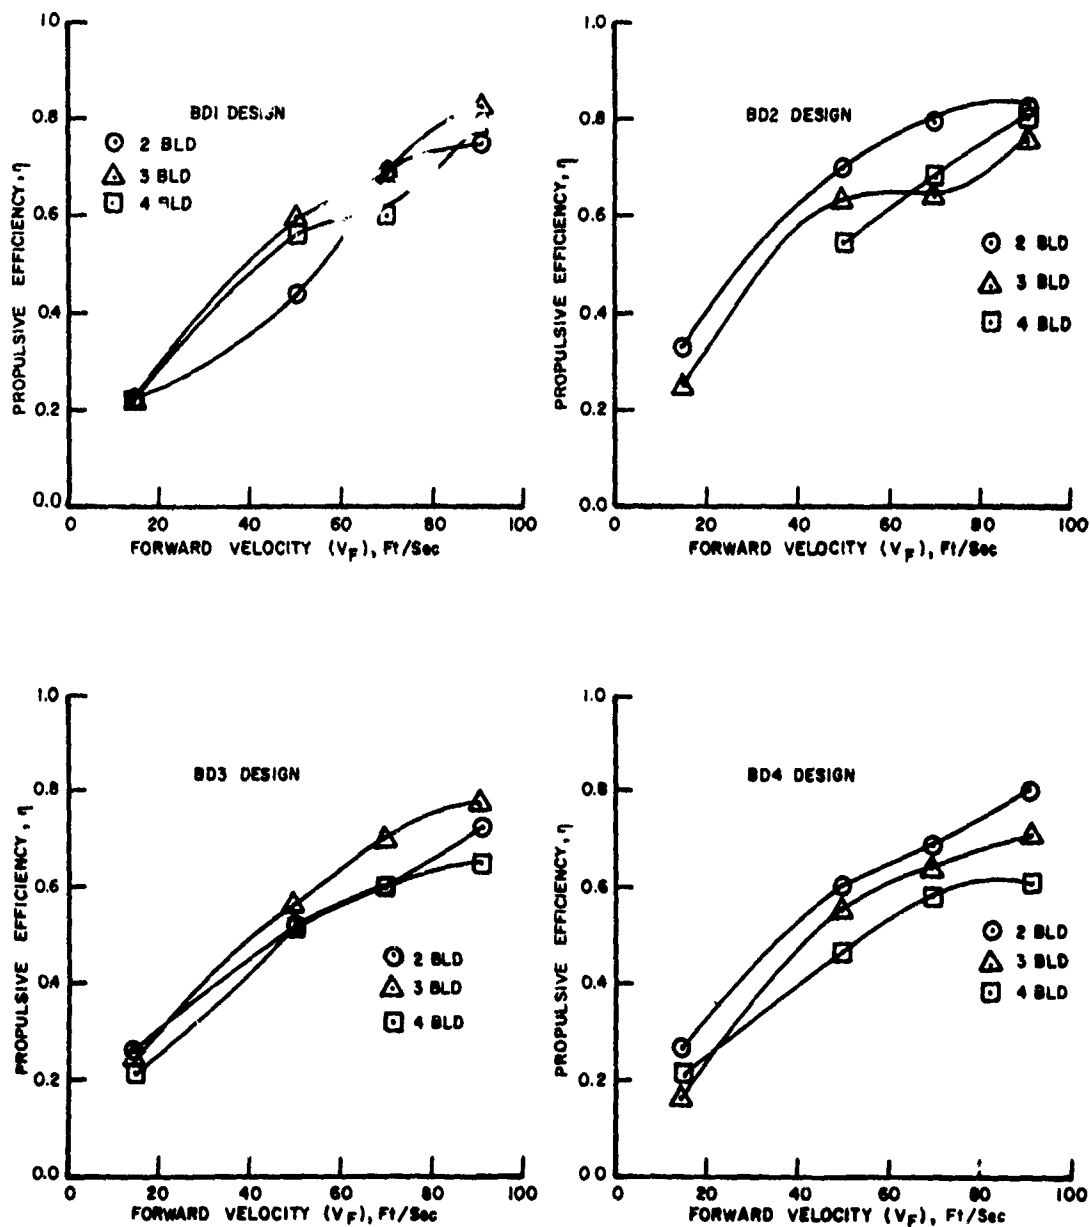 10
0.8
0.6
0.4
0.2
0.0
PROPULSIVE EFFICIENCY, η
BD1 DESIGN
2 BLD
3 BLD
4 BLD
0 20 40 60 80 100
FORWARD VELOCITY (V_F), Ft/Sec
1.0
0.8
0.6
0.4
0.2
0.0
PROPULSIVE EFFICIENCY, η
BD2 DESIGN
2 BLD
3 BLD
4 BLD
0 20 40 60 80 100
FORWARD VELOCITY (V_F), Ft/Sec
1.0
0.8
0.6
0.4
0.2
0.0
PROPULSIVE EFFICIENCY, η
BD3 DESIGN
2 BLD
3 BLD
4 BLD
0 20 40 60 80 100
FORWARD VELOCITY (V_F), Ft/Sec
1.0
0.8
0.6
0.4
0.2
0.0
PROPULSIVE EFFICIENCY, η
BD4 DESIGN
2 BLD
3 BLD
4 BLD
0 20 40 60 80 100
FORWARD VELOCITY (V_F), Ft/Sec